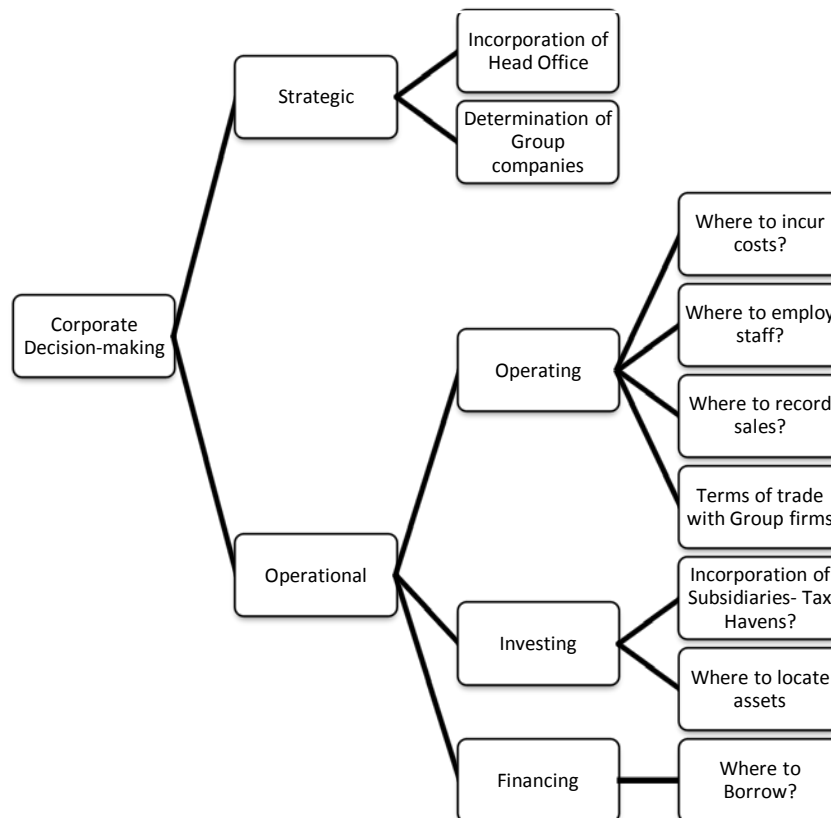 Incorporation of
Head Office
Strategic
Determination of
Group
companies
Where to incur
costs?
Corporate
Decision-making
Where to employ
staff?
Operating
Where to record
sales?
Terms of trade
with Group firms
Operational
Incorporation of
Subsidiaries- Tax
Havens?
Investing
Where to locate
assets
Financing
Where to
Borrow?